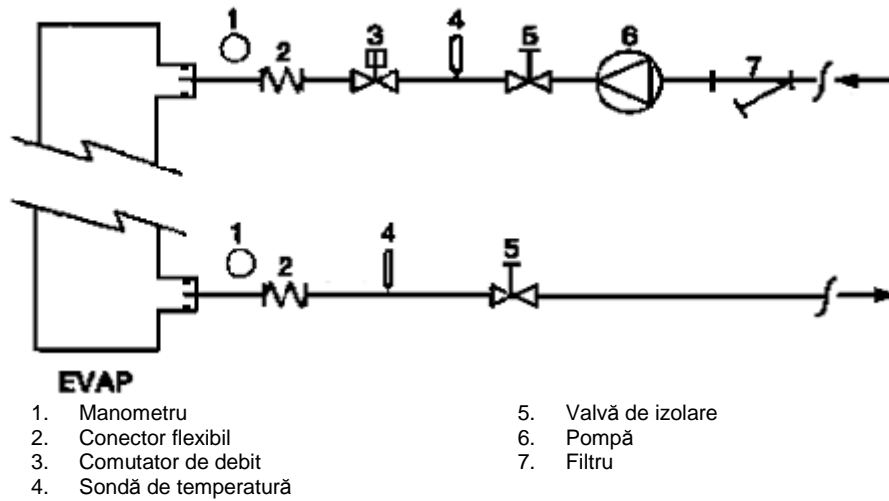 1 2 3 4 5 6 7
1 2 4 5
EVAP
1. Manometru
2. Conector flexibil
3. Comutator de debit
4. Sondă de temperatură
5. Valvă de izolare
6. Pompă
7. Filtru